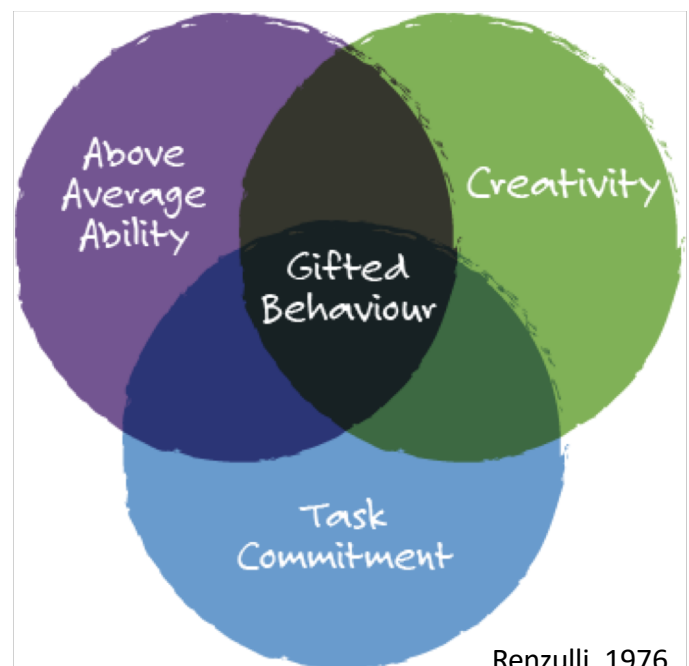 Above
Average
Ability
Creativity
Gifted
Behaviour
Task
Commitment
Renzulli, 1976